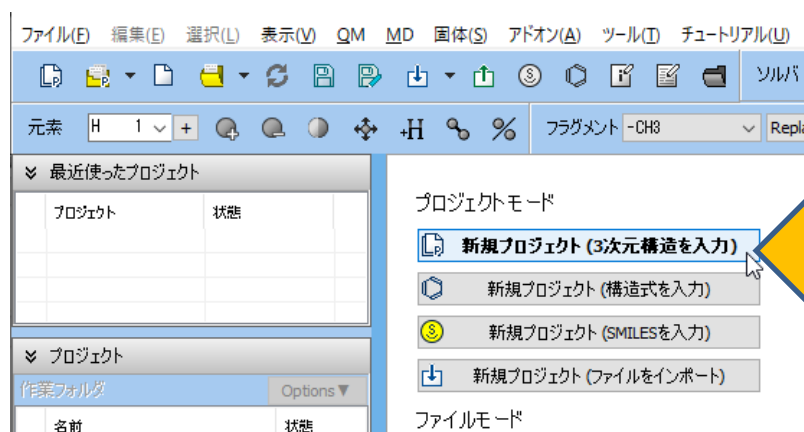 ファイル(F) 編集(E) 選択(L) 表示(V) QM MD 固体(S) アドオン(A) ツール(T) チュートリアル(U)
ソルバ
元素 H 1 +H フラグメント -CH3
最近使ったプロジェクト
プロジェクト 状態
プロジェクトモード
新規プロジェクト (3次元構造を入力)
新規プロジェクト (構造式を入力)
新規プロジェクト (SMILESを入力)
新規プロジェクト (ファイルをインポート)
プロジェクト
作業フォルダ Options▼
名前 状態
ファイルモード